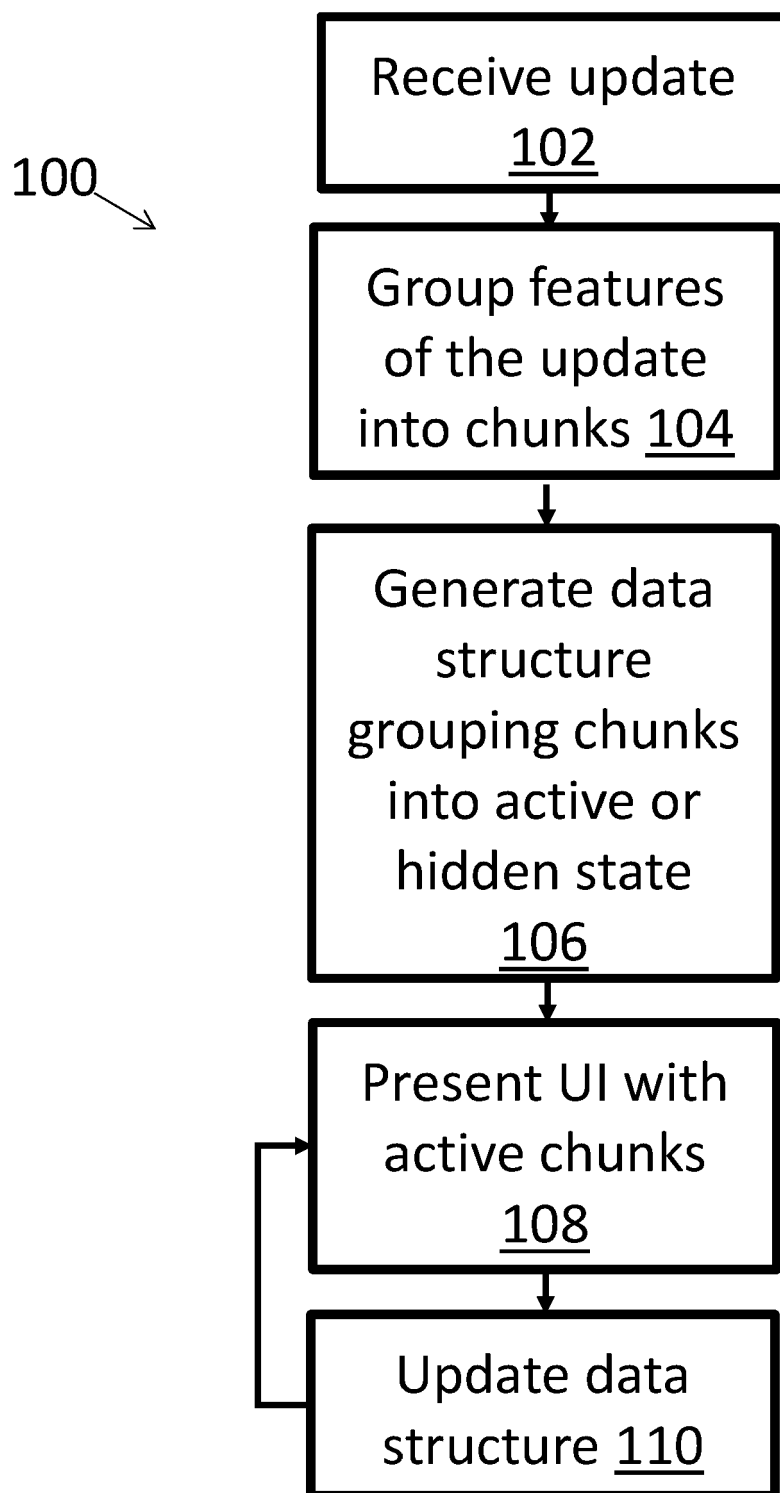 Receive update
102
100
Group features
of the update
into chunks 104
Generate data
structure
grouping chunks
into active or
hidden state
106
Present UI with
active chunks
108
Update data
structure 110